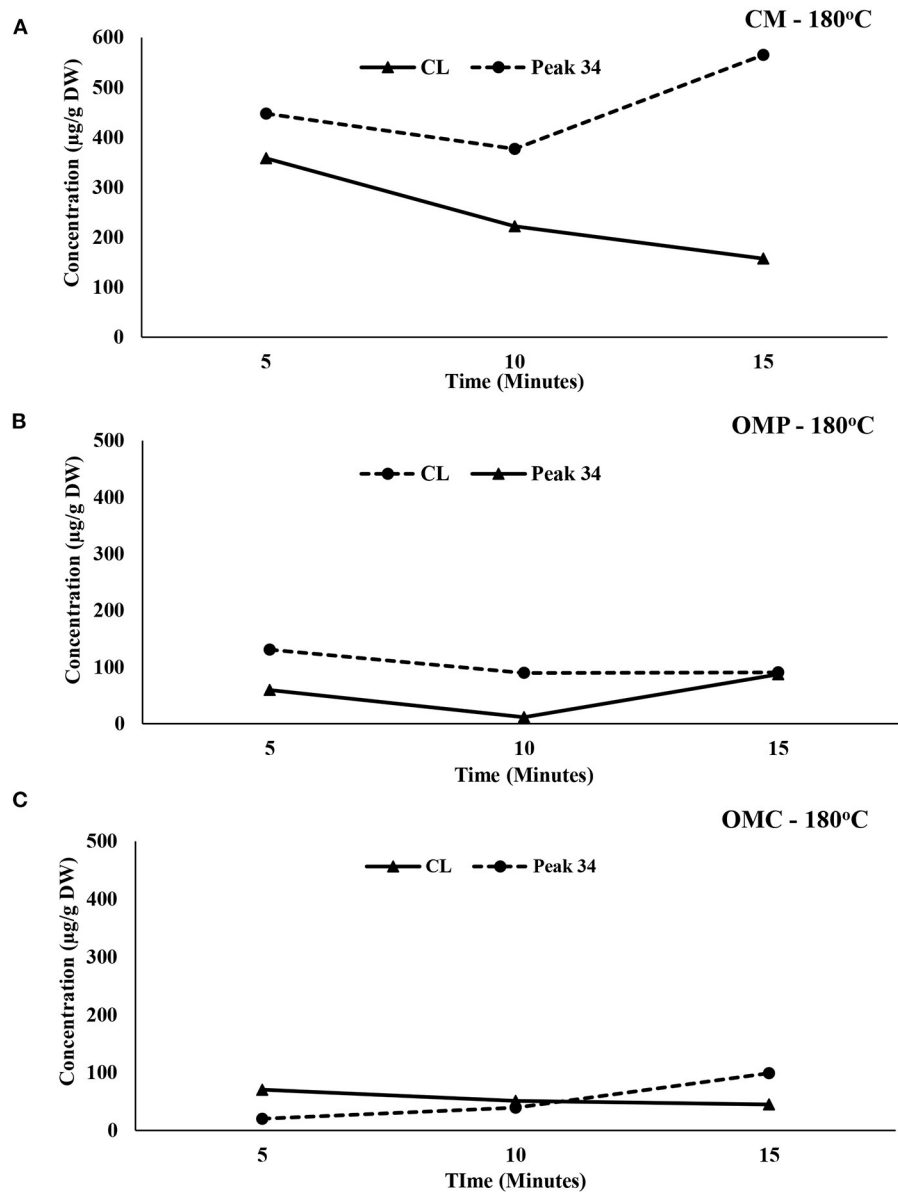 A
CM - 180°C
CL
Peak 34
600
500
400
300
200
100
0
Concentration (µg/g DW)
5
10
15
Time (Minutes)
B
OMP - 180°C
CL
Peak 34
500
400
300
200
100
0
Concentration (µg/g DW)
5
10
15
Time (Minutes)
C
OMC - 180°C
CL
Peak 34
500
400
300
200
100
0
Concentration (µg/g DW)
5
10
15
TIme (Minutes)